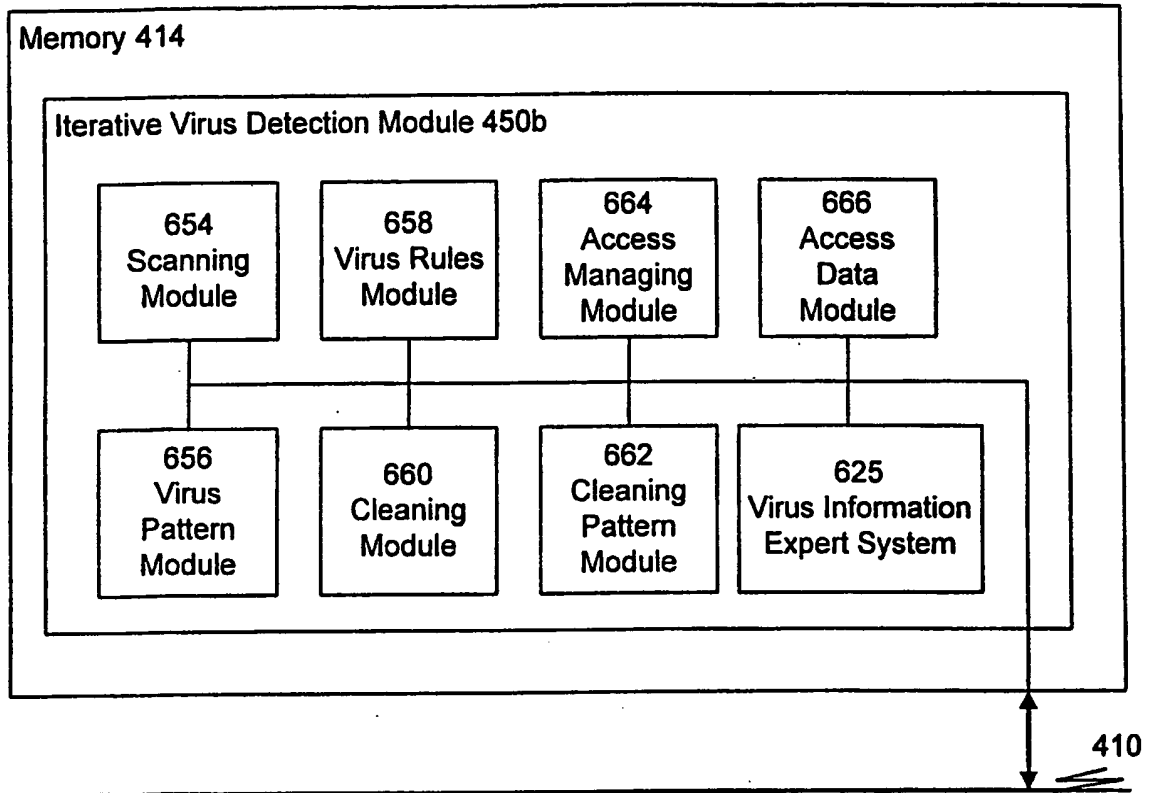 Memory 414
Iterative Virus Detection Module 450b
654
Scanning
Module
658
Virus Rules
Module
664
Access
Managing
Module
666
Access
Data
Module
656
Virus
Pattern
Module
660
Cleaning
Module
662
Cleaning
Pattern
Module
625
Virus Information
Expert System
410